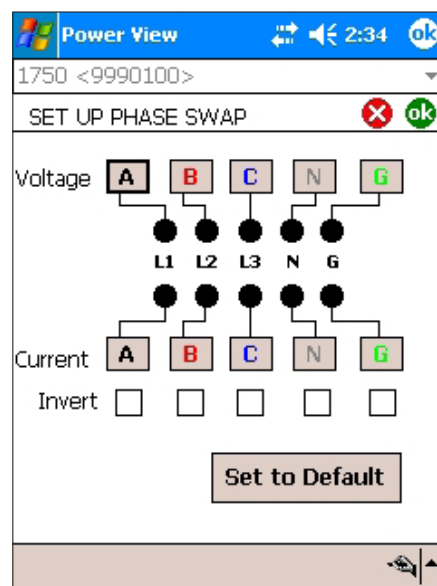 Power View 2:34 ok
1750 <9990100>
SET UP PHASE SWAP ok
Voltage A B C N G
L1 L2 L3 N G
Current A B C N G
Invert
Set to Default